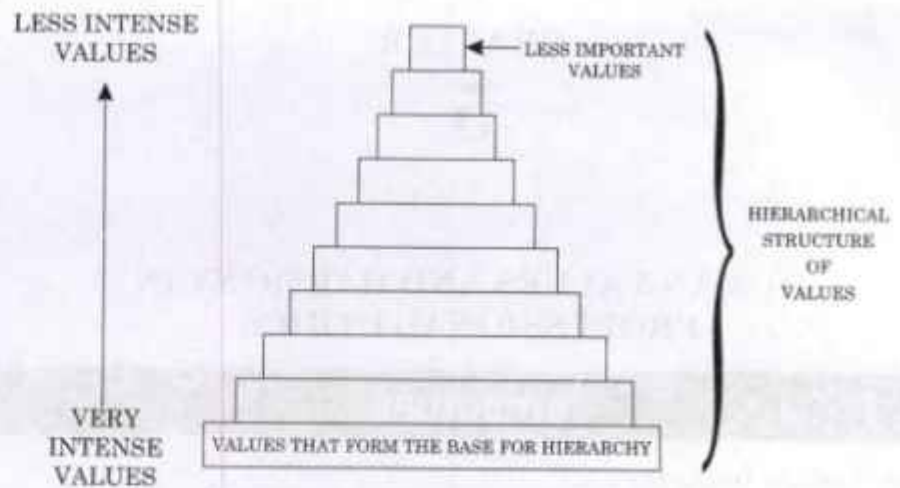 LESS INTENSE
VALUES
LESS IMPORTANT
VALUES
HIERARCHICAL
STRUCTURE
OF
VALUES
VERY
INTENSE
VALUES
VALUES THAT FORM THE BASE FOR HIERARCHY